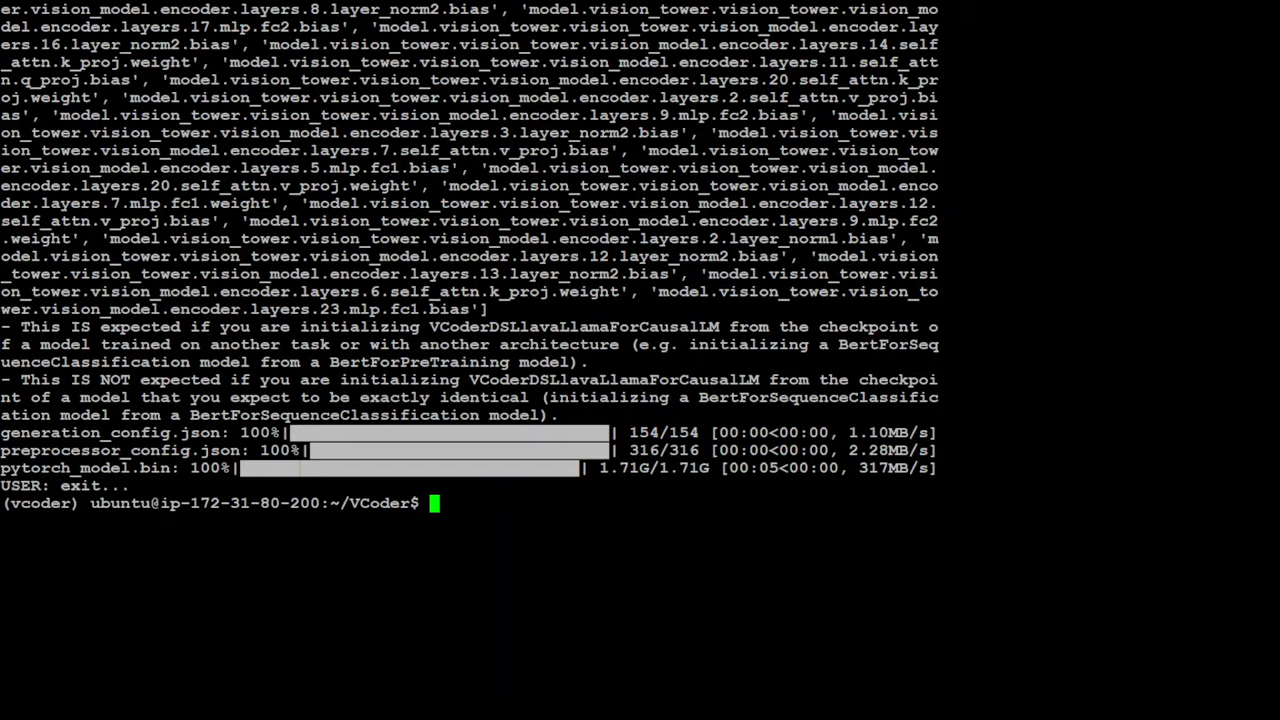 er.vision_model.encoder.layers.8.layer_norm2.bias', 'model.vision_tower.vision_tower.vision_mo
del.encoder.layers.17.mlp.fc2.bias', 'model.vision_tower.vision_tower.vision_model.encoder.lay
ers.16.layer_norm2.bias', 'model.vision_tower.vision_tower.vision_model.encoder.layers.14.self
_attn.k_proj.weight', 'model.vision_tower.vision_tower.vision_model.encoder.layers.11.self_att
n.q_proj.bias', 'model.vision_tower.vision_tower.vision_model.encoder.layers.20.self_attn.k_pr
oj.weight', 'model.vision_tower.vision_tower.vision_model.encoder.layers.2.self_attn.v_proj.bi
as', 'model.vision_tower.vision_tower.vision_model.encoder.layers.9.mlp.fc2.bias', 'model.visi
on_tower.vision_tower.vision_model.encoder.layers.3.layer_norm2.bias', 'model.vision_tower.vis
ion_tower.vision_model.encoder.layers.7.self_attn.v_proj.bias', 'model.vision_tower.vision_tow
er.vision_model.encoder.layers.5.mlp.fc1.bias', 'model.vision_tower.vision_tower.vision_model.
encoder.layers.20.self_attn.v_proj.weight', 'model.vision_tower.vision_tower.vision_model.enco
der.layers.7.mlp.fc1.weight', 'model.vision_tower.vision_tower.vision_model.encoder.layers.12.
self_attn.v_proj.bias', 'model.vision_tower.vision_tower.vision_model.encoder.layers.9.mlp.fc2
.weight', 'model.vision_tower.vision_tower.vision_model.encoder.layers.2.layer_norm1.bias', 'm
odel.vision_tower.vision_tower.vision_model.encoder.layers.12.layer_norm2.bias', 'model.vision
_tower.vision_tower.vision_model.encoder.layers.13.layer_norm2.bias', 'model.vision_tower.visi
on_tower.vision_model.encoder.layers.6.self_attn.k_proj.weight', 'model.vision_tower.vision_to
wer.vision_model.encoder.layers.23.mlp.fc1.bias']
- This IS expected if you are initializing VCoderDSLlavaLlamaForCausalLM from the checkpoint o
f a model trained on another task or with another architecture (e.g. initializing a BertForSeq
uenceClassification model from a BertForPreTraining model).
- This IS NOT expected if you are initializing VCoderDSLlavaLlamaForCausalLM from the checkpoi
nt of a model that you expect to be exactly identical (initializing a BertForSequenceClassific
ation model from a BertForSequenceClassification model).
generation_config.json: 100%|| 154/154 [00:00<00:00, 1.10MB/s]
preprocessor_config.json: 100%|| 316/316 [00:00<00:00, 2.28MB/s]
pytorch_model.bin: 100%|| 1.71G/1.71G [00:05<00:00, 317MB/s]
USER: exit...
(vcoder) ubuntu@ip-172-31-80-200:~/VCoder$